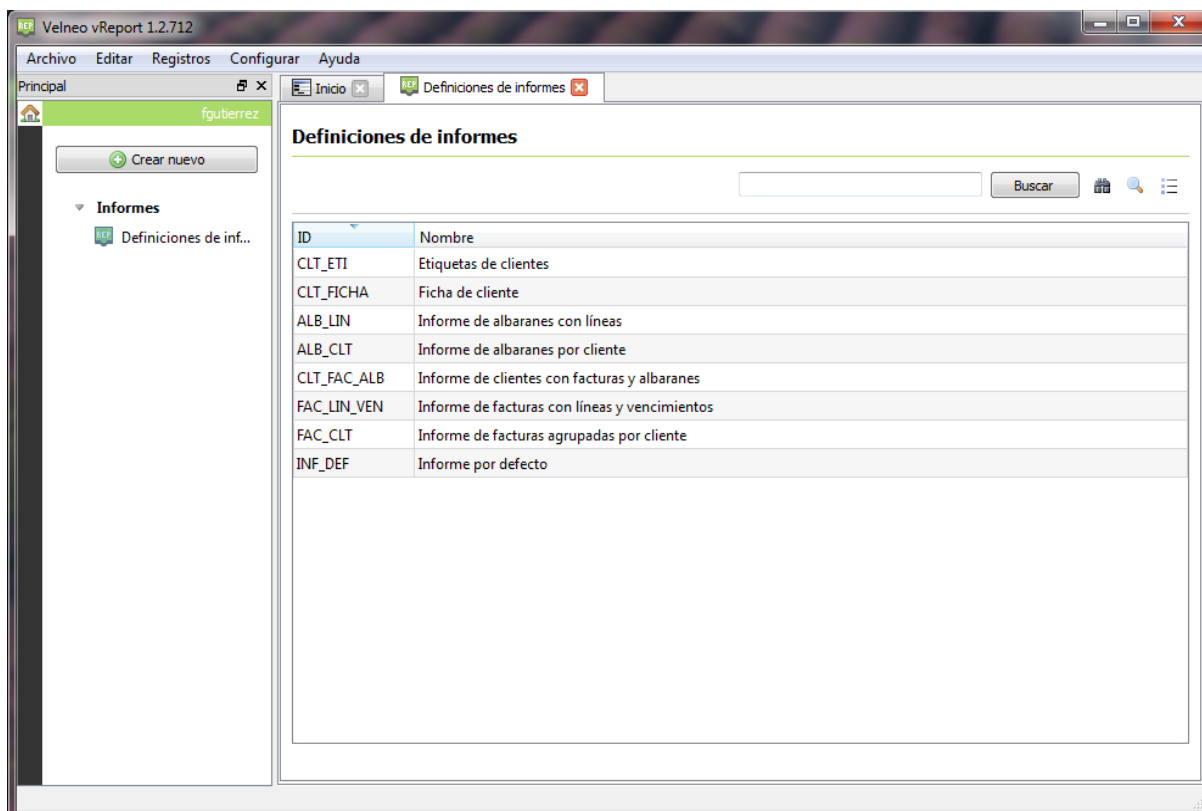 Velneo vReport 1.2.712
Archivo Editar Registros Configurar Ayuda
Principal
Inicio
REP Definiciones de informes
fgutierrez
Crear nuevo
Informes
REP Definiciones de inf...
Definiciones de informes
Buscar
ID Nombre
CLT_ETI Etiquetas de clientes
CLT_FICHA Ficha de cliente
ALB_LIN Informe de albaranes con líneas
ALB_CLT Informe de albaranes por cliente
CLT_FAC_ALB Informe de clientes con facturas y albaranes
FAC_LIN_VEN Informe de facturas con líneas y vencimientos
FAC_CLT Informe de facturas agrupadas por cliente
INF_DEF Informe por defecto